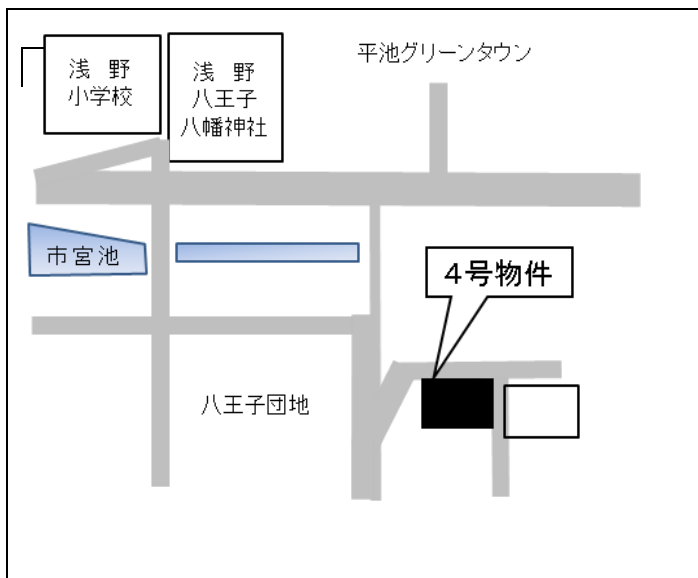 浅　野
小学校
浅　野
八王子
八幡神社
平池グリーンタウン
市宮池
４号物件
八王子団地